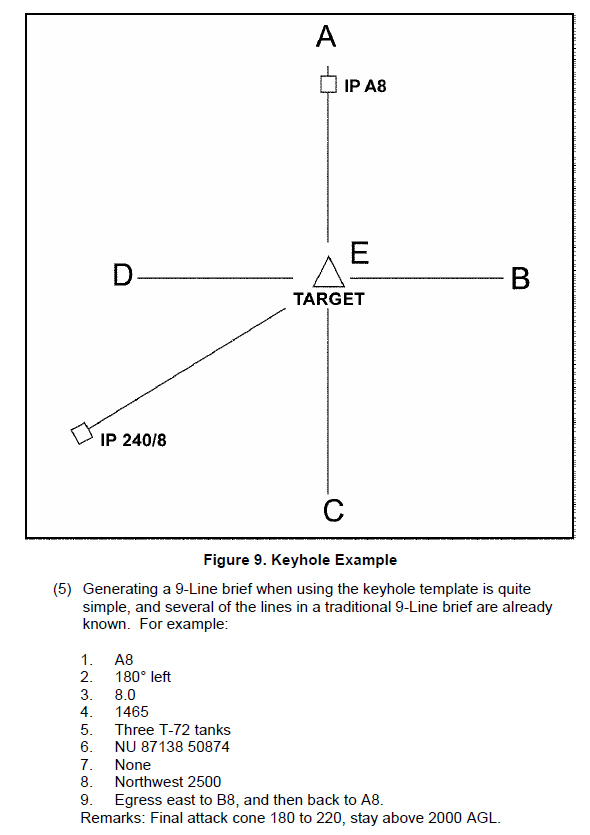 A
IP A8
E
D
B
TARGET
IP 240/8
C
Figure 9. Keyhole Example
(5) Generating a 9-Line brief when using the keyhole template is quite
simple, and several of the lines in a traditional 9-Line brief are already
known. For example:
1. A8
2. 180° left
3. 8.0
4. 1465
5. Three T-72 tanks
6. NU 87138 50874
7. None
8. Northwest 2500
9. Egress east to B8, and then back to A8.
Remarks: Final attack cone 180 to 220, stay above 2000 AGL.